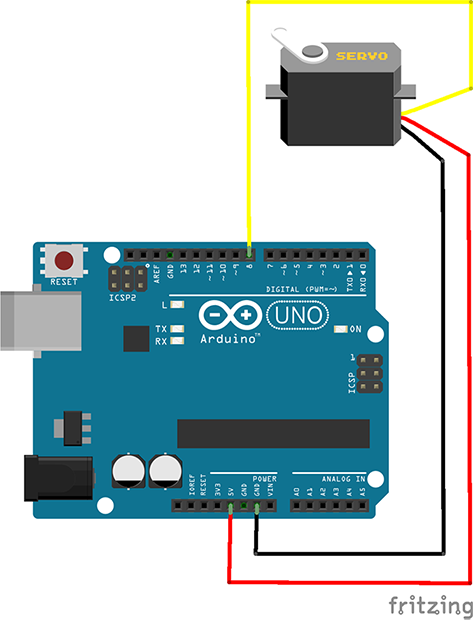 SERVO
RESET
ICSP2
AREF
GND
13
12
~11
~10
~9
8
7
~6
~5
4
~3
2
TX0▶1
RX0◀0
DIGITAL (PWM=~)
L
TX
RX
UNO
Arduino™
ON
1
ICSP
IOREF
RESET
3V3
5V
GND
GND
VIN
POWER
ANALOG IN
A0
A1
A2
A3
A4
A5
fritzing